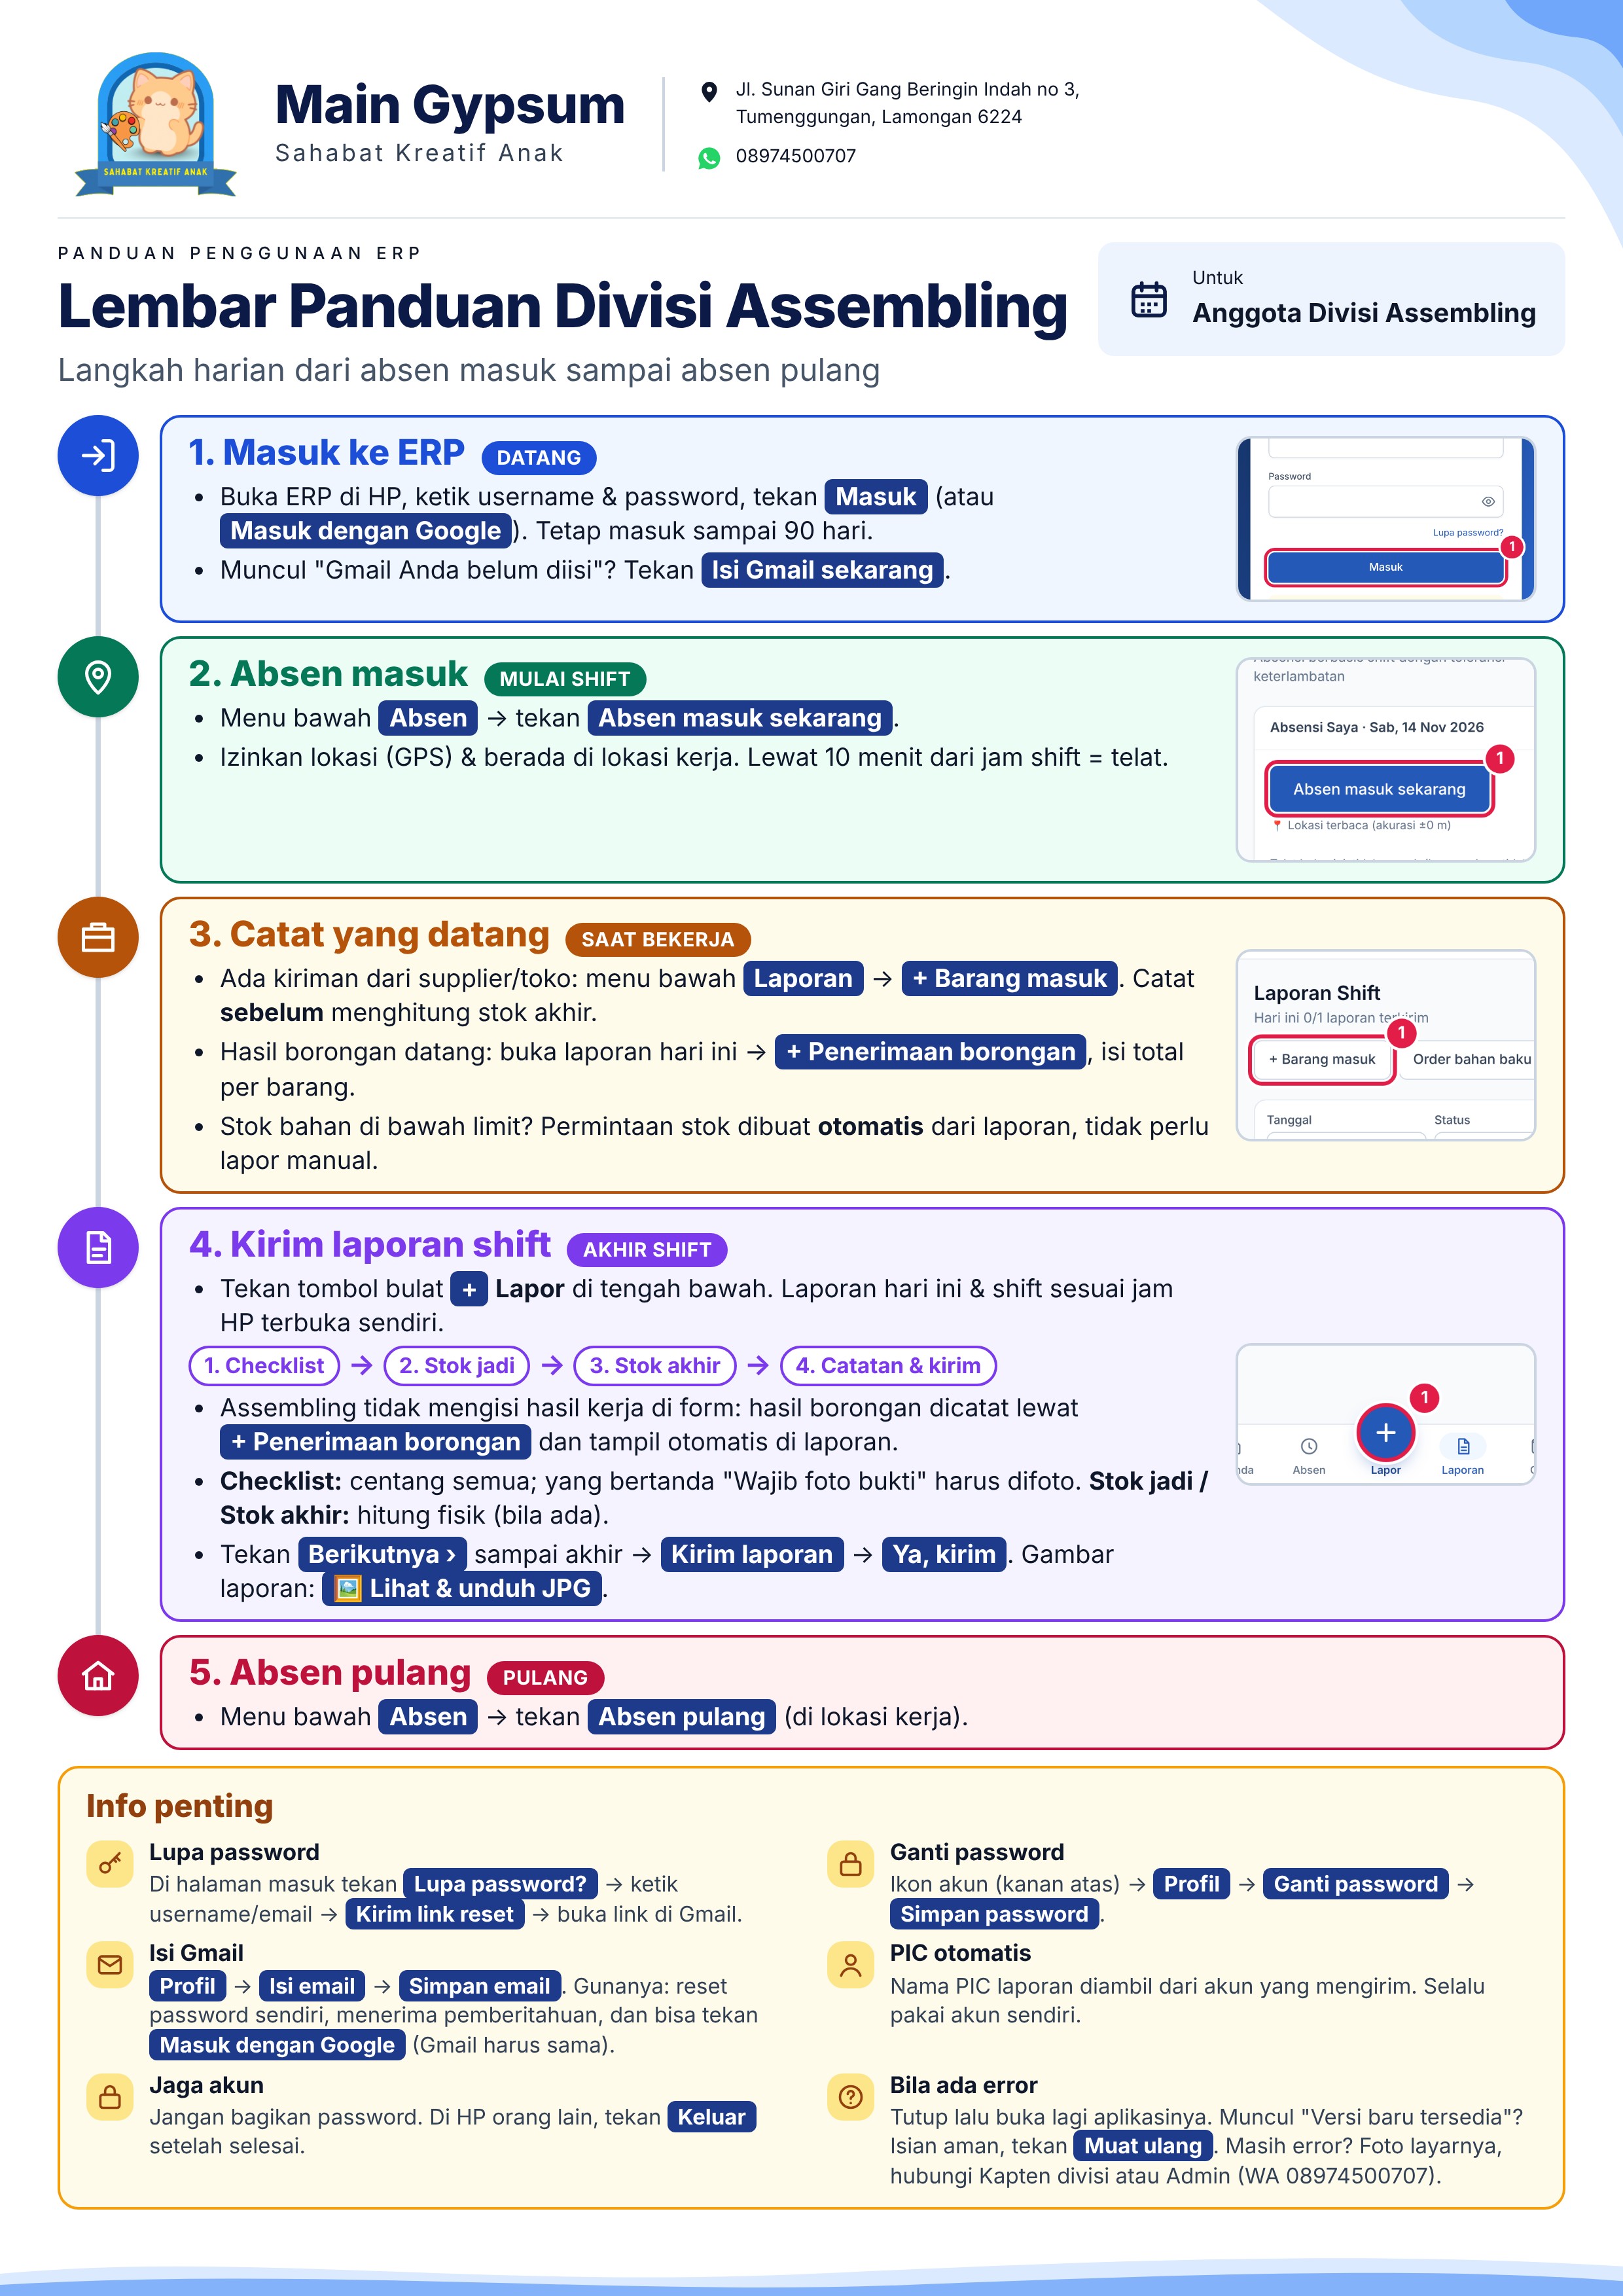 SAHABAT KREATIF ANAK
Main Gypsum
Sahabat Kreatif Anak
Jl. Sunan Giri Gang Beringin Indah no 3,
Tumenggungan, Lamongan 6224
08974500707
PANDUAN PENGGUNAAN ERP
Lembar Panduan Divisi Assembling
Langkah harian dari absen masuk sampai absen pulang
Untuk
Anggota Divisi Assembling
1. Masuk ke ERP DATANG
• Buka ERP di HP, ketik username & password, tekan Masuk (atau
Masuk dengan Google). Tetap masuk sampai 90 hari.
• Muncul "Gmail Anda belum diisi"? Tekan Isi Gmail sekarang.
Password
Lupa password?
1
Masuk
2. Absen masuk MULAI SHIFT
• Menu bawah Absen → tekan Absen masuk sekarang.
• Izinkan lokasi (GPS) & berada di lokasi kerja. Lewat 10 menit dari jam shift = telat.
Absensi berbasis shift dengan toleransi
keterlambatan
Absensi Saya · Sab, 14 Nov 2026
1
Absen masuk sekarang
📍 Lokasi terbaca (akurasi ±0 m)
3. Catat yang datang SAAT BEKERJA
• Ada kiriman dari supplier/toko: menu bawah Laporan → + Barang masuk. Catat
sebelum menghitung stok akhir.
• Hasil borongan datang: buka laporan hari ini → + Penerimaan borongan, isi total
per barang.
• Stok bahan di bawah limit? Permintaan stok dibuat otomatis dari laporan, tidak perlu
lapor manual.
Laporan Shift
Hari ini 0/1 laporan terkirim
1
+ Barang masuk Order bahan baku
Tanggal Status
4. Kirim laporan shift AKHIR SHIFT
• Tekan tombol bulat + Lapor di tengah bawah. Laporan hari ini & shift sesuai jam
HP terbuka sendiri.
1. Checklist → 2. Stok jadi → 3. Stok akhir → 4. Catatan & kirim
• Assembling tidak mengisi hasil kerja di form: hasil borongan dicatat lewat
+ Penerimaan borongan dan tampil otomatis di laporan.
• Checklist: centang semua; yang bertanda "Wajib foto bukti" harus difoto. Stok jadi /
Stok akhir: hitung fisik (bila ada).
• Tekan Berikutnya › sampai akhir → Kirim laporan → Ya, kirim. Gambar
laporan: 🖼️ Lihat & unduh JPG.
1
+
nda Absen Lapor Laporan
5. Absen pulang PULANG
• Menu bawah Absen → tekan Absen pulang (di lokasi kerja).
Info penting
Lupa password
Di halaman masuk tekan Lupa password? → ketik
username/email → Kirim link reset → buka link di Gmail.
Ganti password
Ikon akun (kanan atas) → Profil → Ganti password →
Simpan password.
Isi Gmail
Profil → Isi email → Simpan email. Gunanya: reset
password sendiri, menerima pemberitahuan, dan bisa tekan
Masuk dengan Google (Gmail harus sama).
PIC otomatis
Nama PIC laporan diambil dari akun yang mengirim. Selalu
pakai akun sendiri.
Jaga akun
Jangan bagikan password. Di HP orang lain, tekan Keluar
setelah selesai.
Bila ada error
Tutup lalu buka lagi aplikasinya. Muncul "Versi baru tersedia"?
Isian aman, tekan Muat ulang. Masih error? Foto layarnya,
hubungi Kapten divisi atau Admin (WA 08974500707).